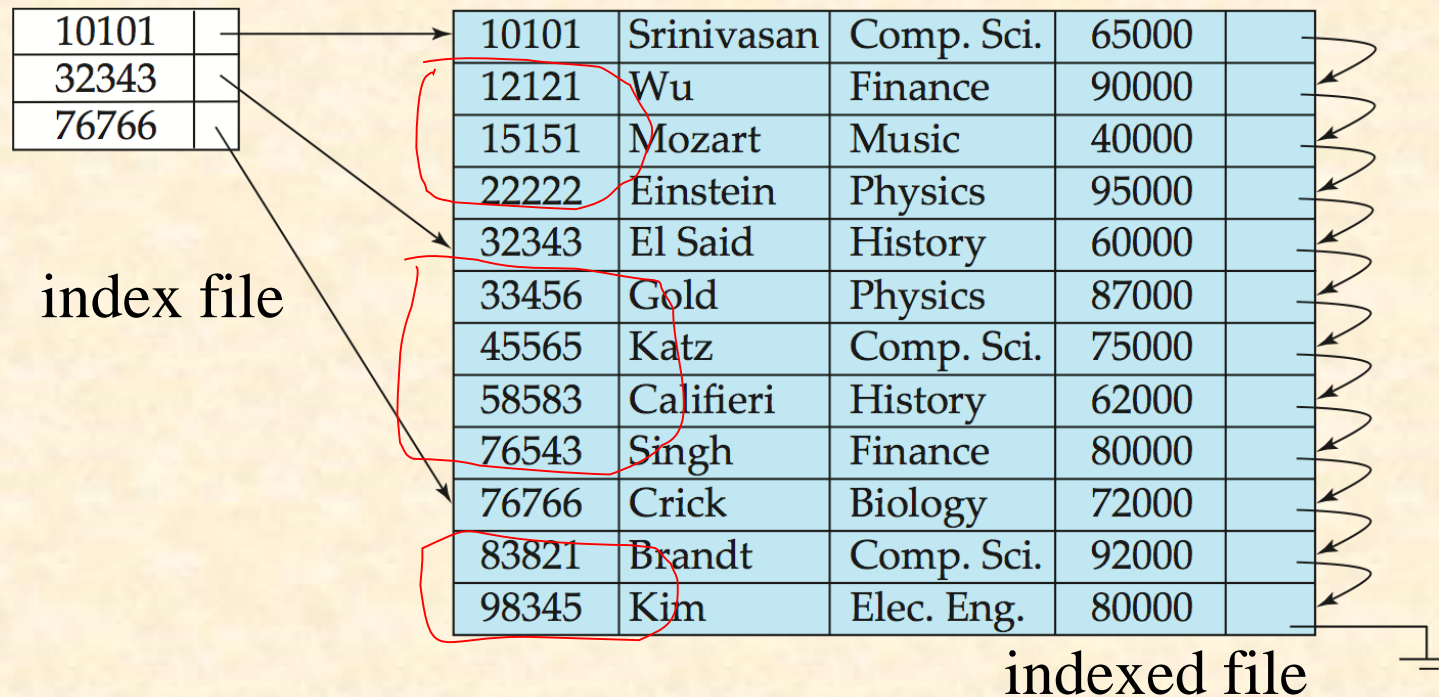 10101
32343
76766
index file
10101 Srinivasan Comp. Sci. 65000
12121 Wu Finance 90000
15151 Mozart Music 40000
22222 Einstein Physics 95000
32343 El Said History 60000
33456 Gold Physics 87000
45565 Katz Comp. Sci. 75000
58583 Califieri History 62000
76543 Singh Finance 80000
76766 Crick Biology 72000
83821 Brandt Comp. Sci. 92000
98345 Kim Elec. Eng. 80000
indexed file